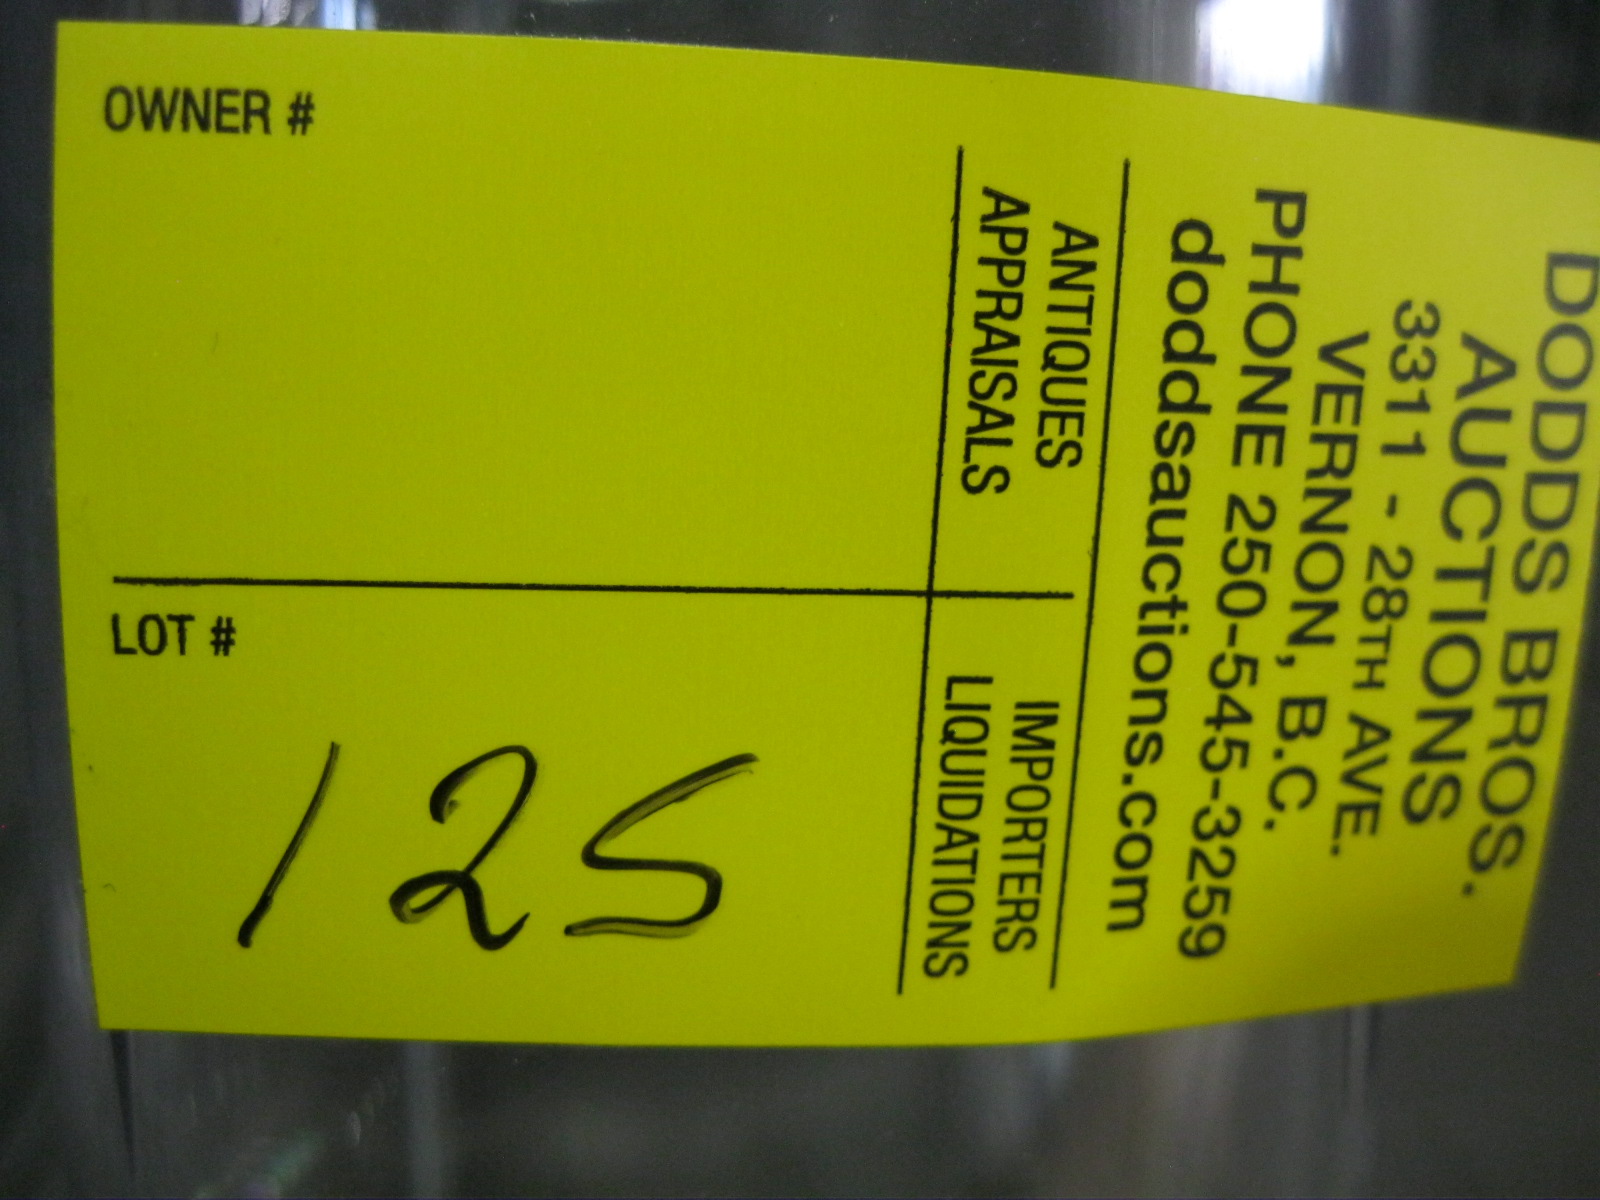 DODDS BROS.
AUCTIONS
3311 - 28TH AVE.
VERNON, B.C.
PHONE 250-545-3259
doddsauctions.com
ANTIQUES
APPRAISALS
IMPORTERS
LIQUIDATIONS
OWNER #
LOT #
125